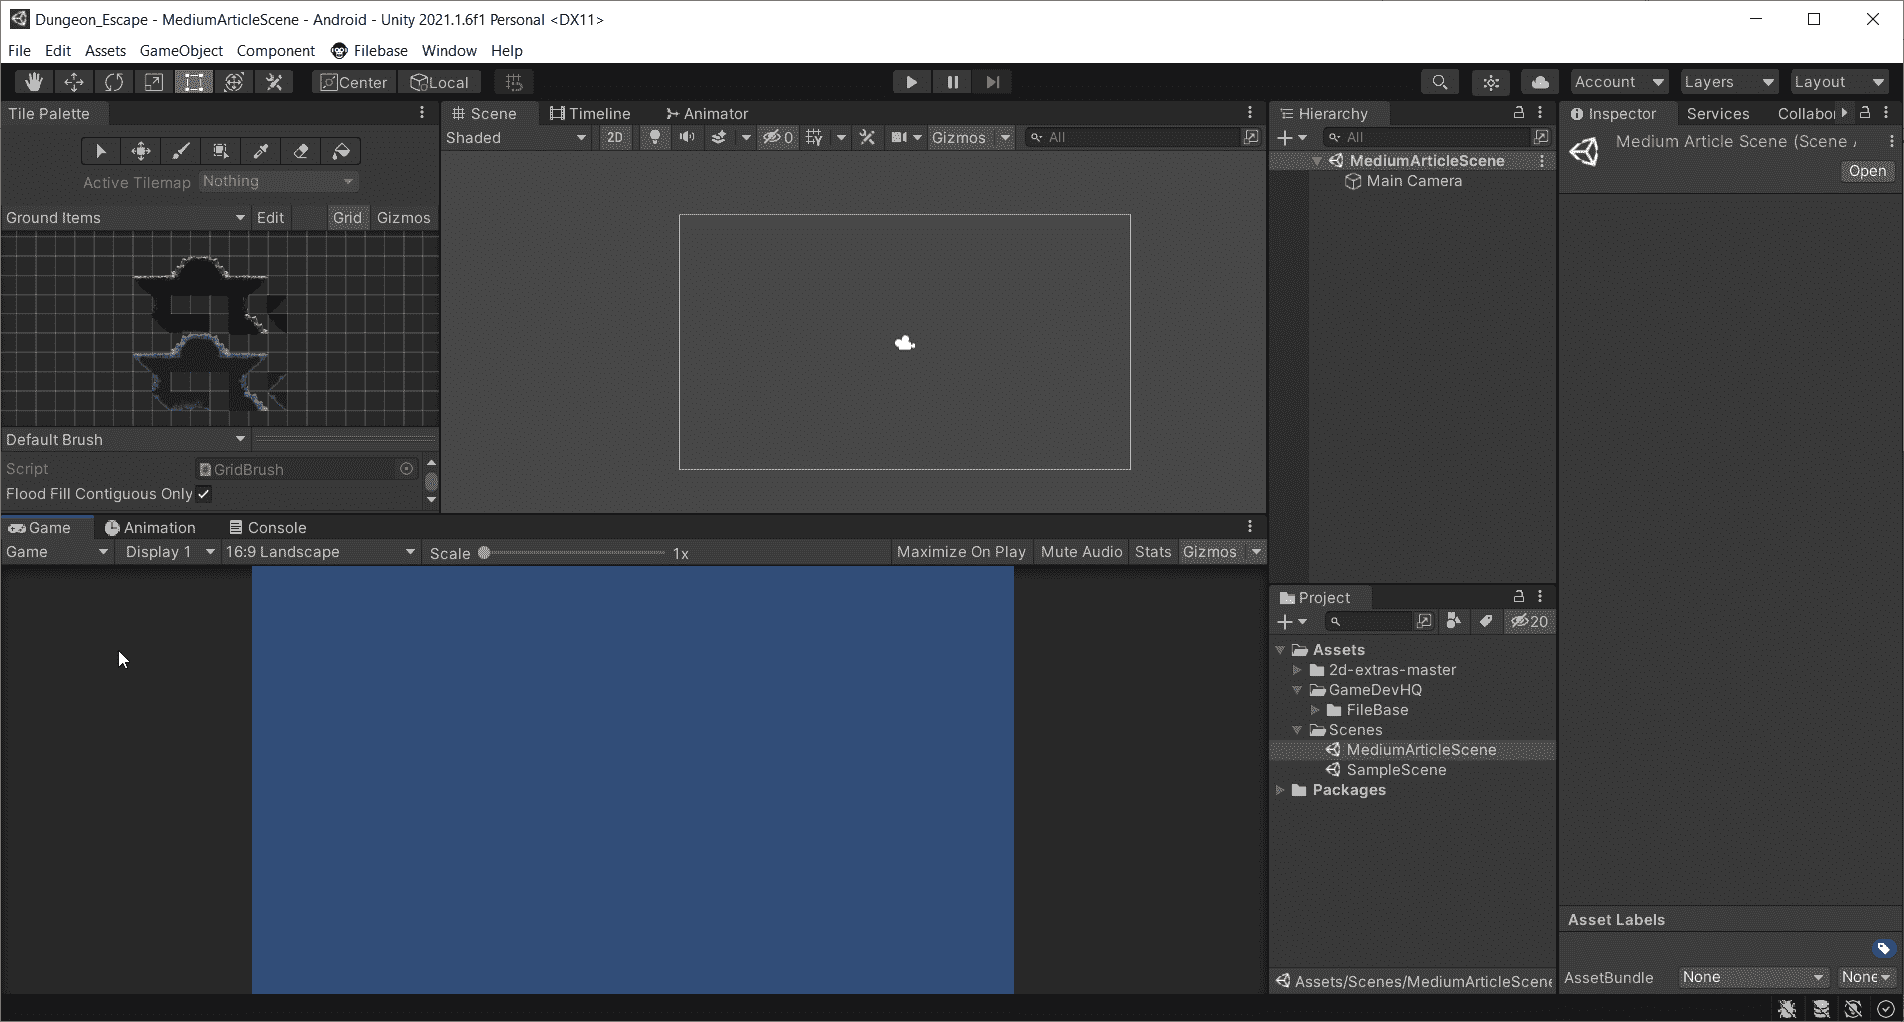 Dungeon_Escape - MediumArticleScene - Android - Unity 2021.1.6f1 Personal <DX11>
File Edit Assets GameObject Component Filebase Window Help
Center Local Account Layers Layout
Tile Palette
Active Tilemap Nothing
Ground Items Edit Grid Gizmos
Default Brush
Script GridBrush
Flood Fill Contiguous Only
Scene Timeline Animator
Shaded 2D 0 Gizmos All
Game Animation Console
Game Display 1 16:9 Landscape Scale 1x Maximize On Play Mute Audio Stats Gizmos
Hierarchy
All
MediumArticleScene
Main Camera
Project
20
Assets
2d-extras-master
GameDevHQ
FileBase
Scenes
MediumArticleScene
SampleScene
Packages
Assets/Scenes/MediumArticleScene
Inspector Services Collabor
Medium Article Scene (Scene
Open
Asset Labels
AssetBundle None None